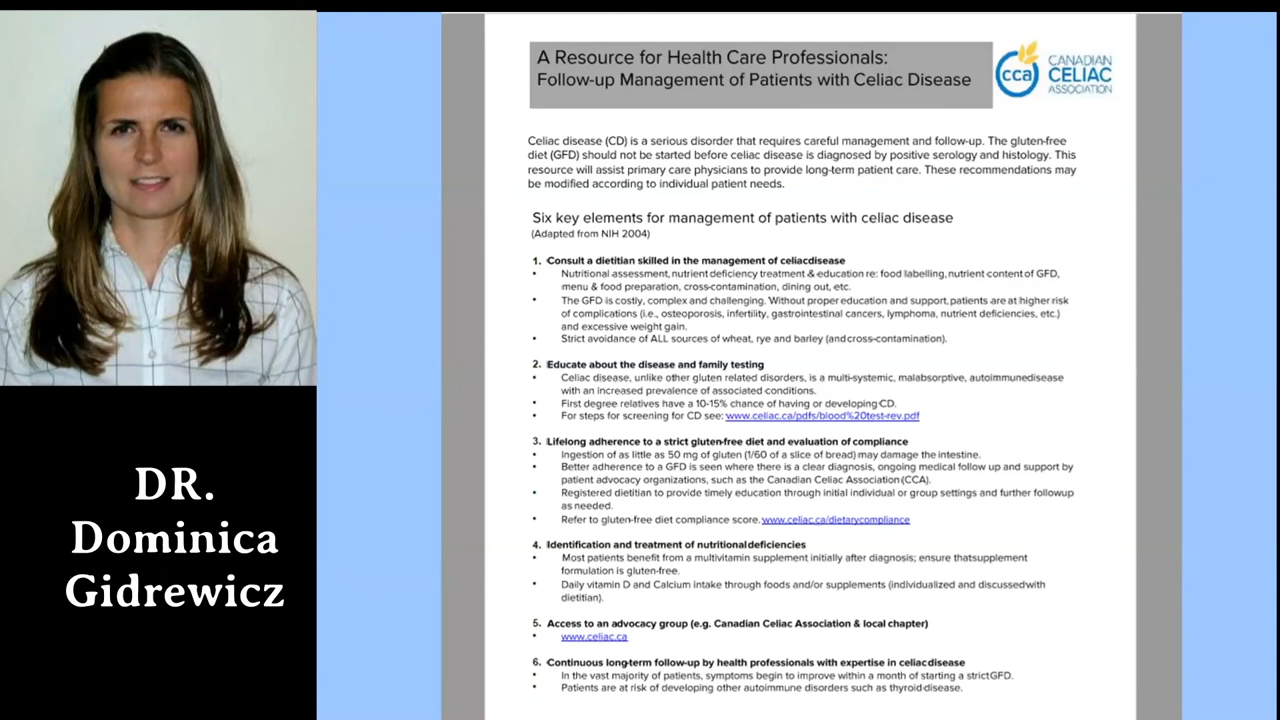 DR.
Dominica
Gidrewicz
A Resource for Health Care Professionals:
Follow-up Management of Patients with Celiac Disease
cca
CANADIAN
CELIAC
ASSOCIATION
Celiac disease (CD) is a serious disorder that requires careful management and follow-up. The gluten-free
diet (GFD) should not be started before celiac disease is diagnosed by positive serology and histology. This
resource will assist primary care physicians to provide long-term patient care. These recommendations may
be modified according to individual patient needs.
Six key elements for management of patients with celiac disease
(Adapted from NIH 2004)
1. Consult a dietitian skilled in the management of celiacdisease
• Nutritional assessment, nutrient deficiency treatment & education re: food labelling, nutrient content of GFD,
menu & food preparation, cross-contamination, dining out, etc.
• The GFD is costly, complex and challenging. Without proper education and support, patients are at higher risk
of complications (i.e., osteoporosis, infertility, gastrointestinal cancers, lymphoma, nutrient deficiencies, etc.)
and excessive weight gain.
• Strict avoidance of ALL sources of wheat, rye and barley (and cross-contamination).
2. Educate about the disease and family testing
• Celiac disease, unlike other gluten related disorders, is a multi-systemic, malabsorptive, autoimmunedisease
with an increased prevalence of associated conditions.
• First degree relatives have a 10-15% chance of having or developing CD.
• For steps for screening for CD see: www.celiac.ca/pdfs/blood%20test-rev.pdf
3. Lifelong adherence to a strict gluten-free diet and evaluation of compliance
• Ingestion of as little as 50 mg of gluten (1/60 of a slice of bread) may damage the intestine.
• Better adherence to a GFD is seen where there is a clear diagnosis, ongoing medical follow up and support by
patient advocacy organizations, such as the Canadian Celiac Association (CCA).
• Registered dietitian to provide timely education through initial individual or group settings and further followup
as needed.
• Refer to gluten-free diet compliance score. www.celiac.ca/dietarycompliance
4. Identification and treatment of nutritional deficiencies
• Most patients benefit from a multivitamin supplement initially after diagnosis; ensure thatsupplement
formulation is gluten-free.
• Daily vitamin D and Calcium intake through foods and/or supplements (individualized and discussed with
dietitian).
5. Access to an advocacy group (e.g. Canadian Celiac Association & local chapter)
• www.celiac.ca
6. Continuous long-term follow-up by health professionals with expertise in celiac disease
• In the vast majority of patients, symptoms begin to improve within a month of starting a strict GFD.
• Patients are at risk of developing other autoimmune disorders such as thyroid disease.